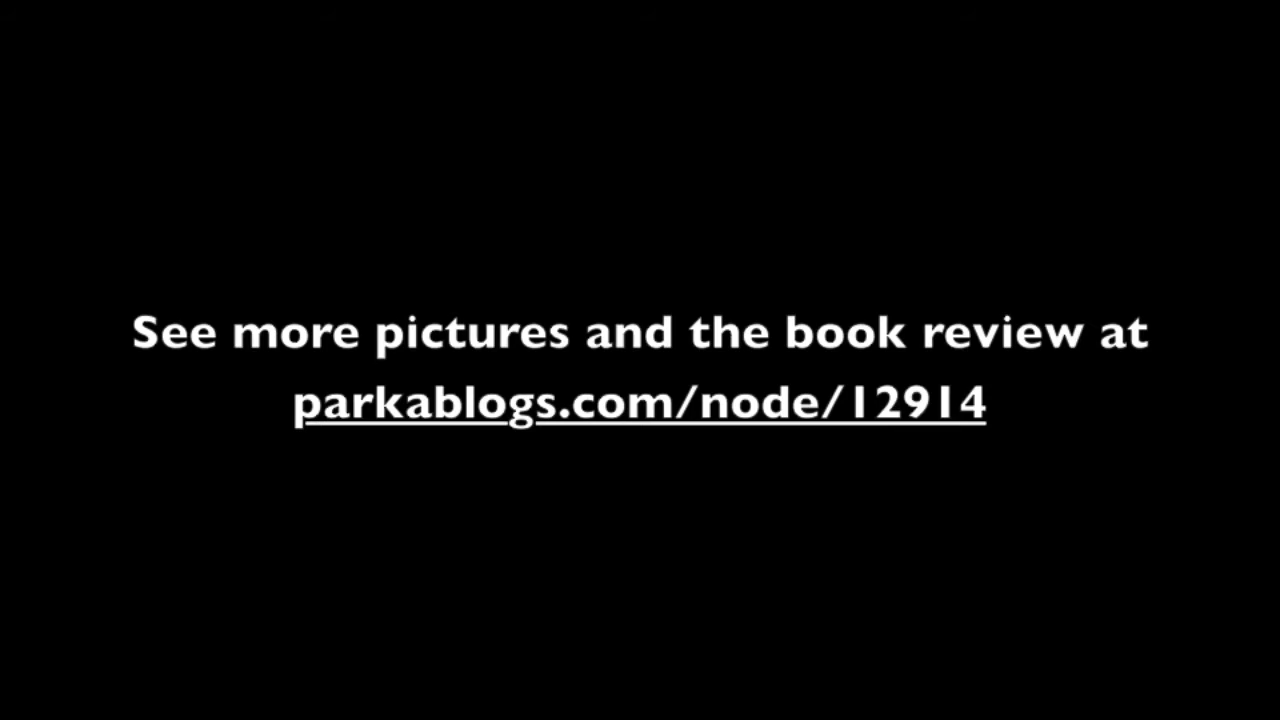 See more pictures and the book review at
parkablogs.com/node/12914